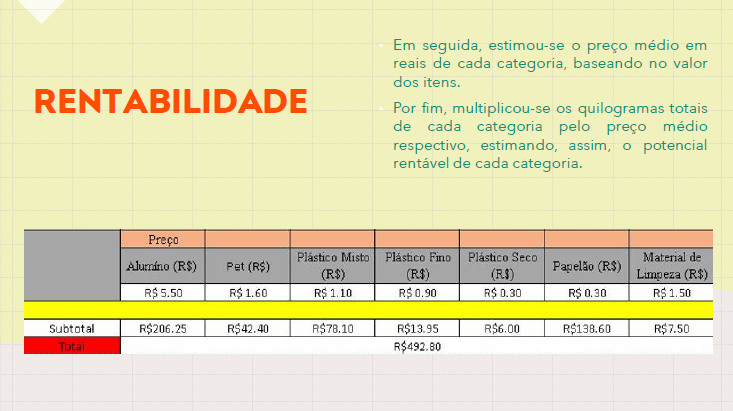 RENTABILIDADE
Em seguida, estimou-se o preço médio em
reais de cada categoria, baseando no valor
dos itens.
Por fim, multiplicou-se os quilogramas totais
de cada categoria pelo preço médio
respectivo, estimando, assim, o potencial
rentável de cada categoria.
Preço
Alumíno (R$) Pet (R$) Plástico Misto (R$) Plástico Fino (R$) Plástico Seco (R$) Papelão (R$) Material de Limpeza (R$)
R$ 5.50 R$ 1.60 R$ 1.10 R$ 0.90 R$ 0.30 R$ 0.30 R$ 1.50
Subtotal R$206.25 R$42.40 R$78.10 R$13.95 R$6.00 R$138.60 R$7.50
Total R$492.80